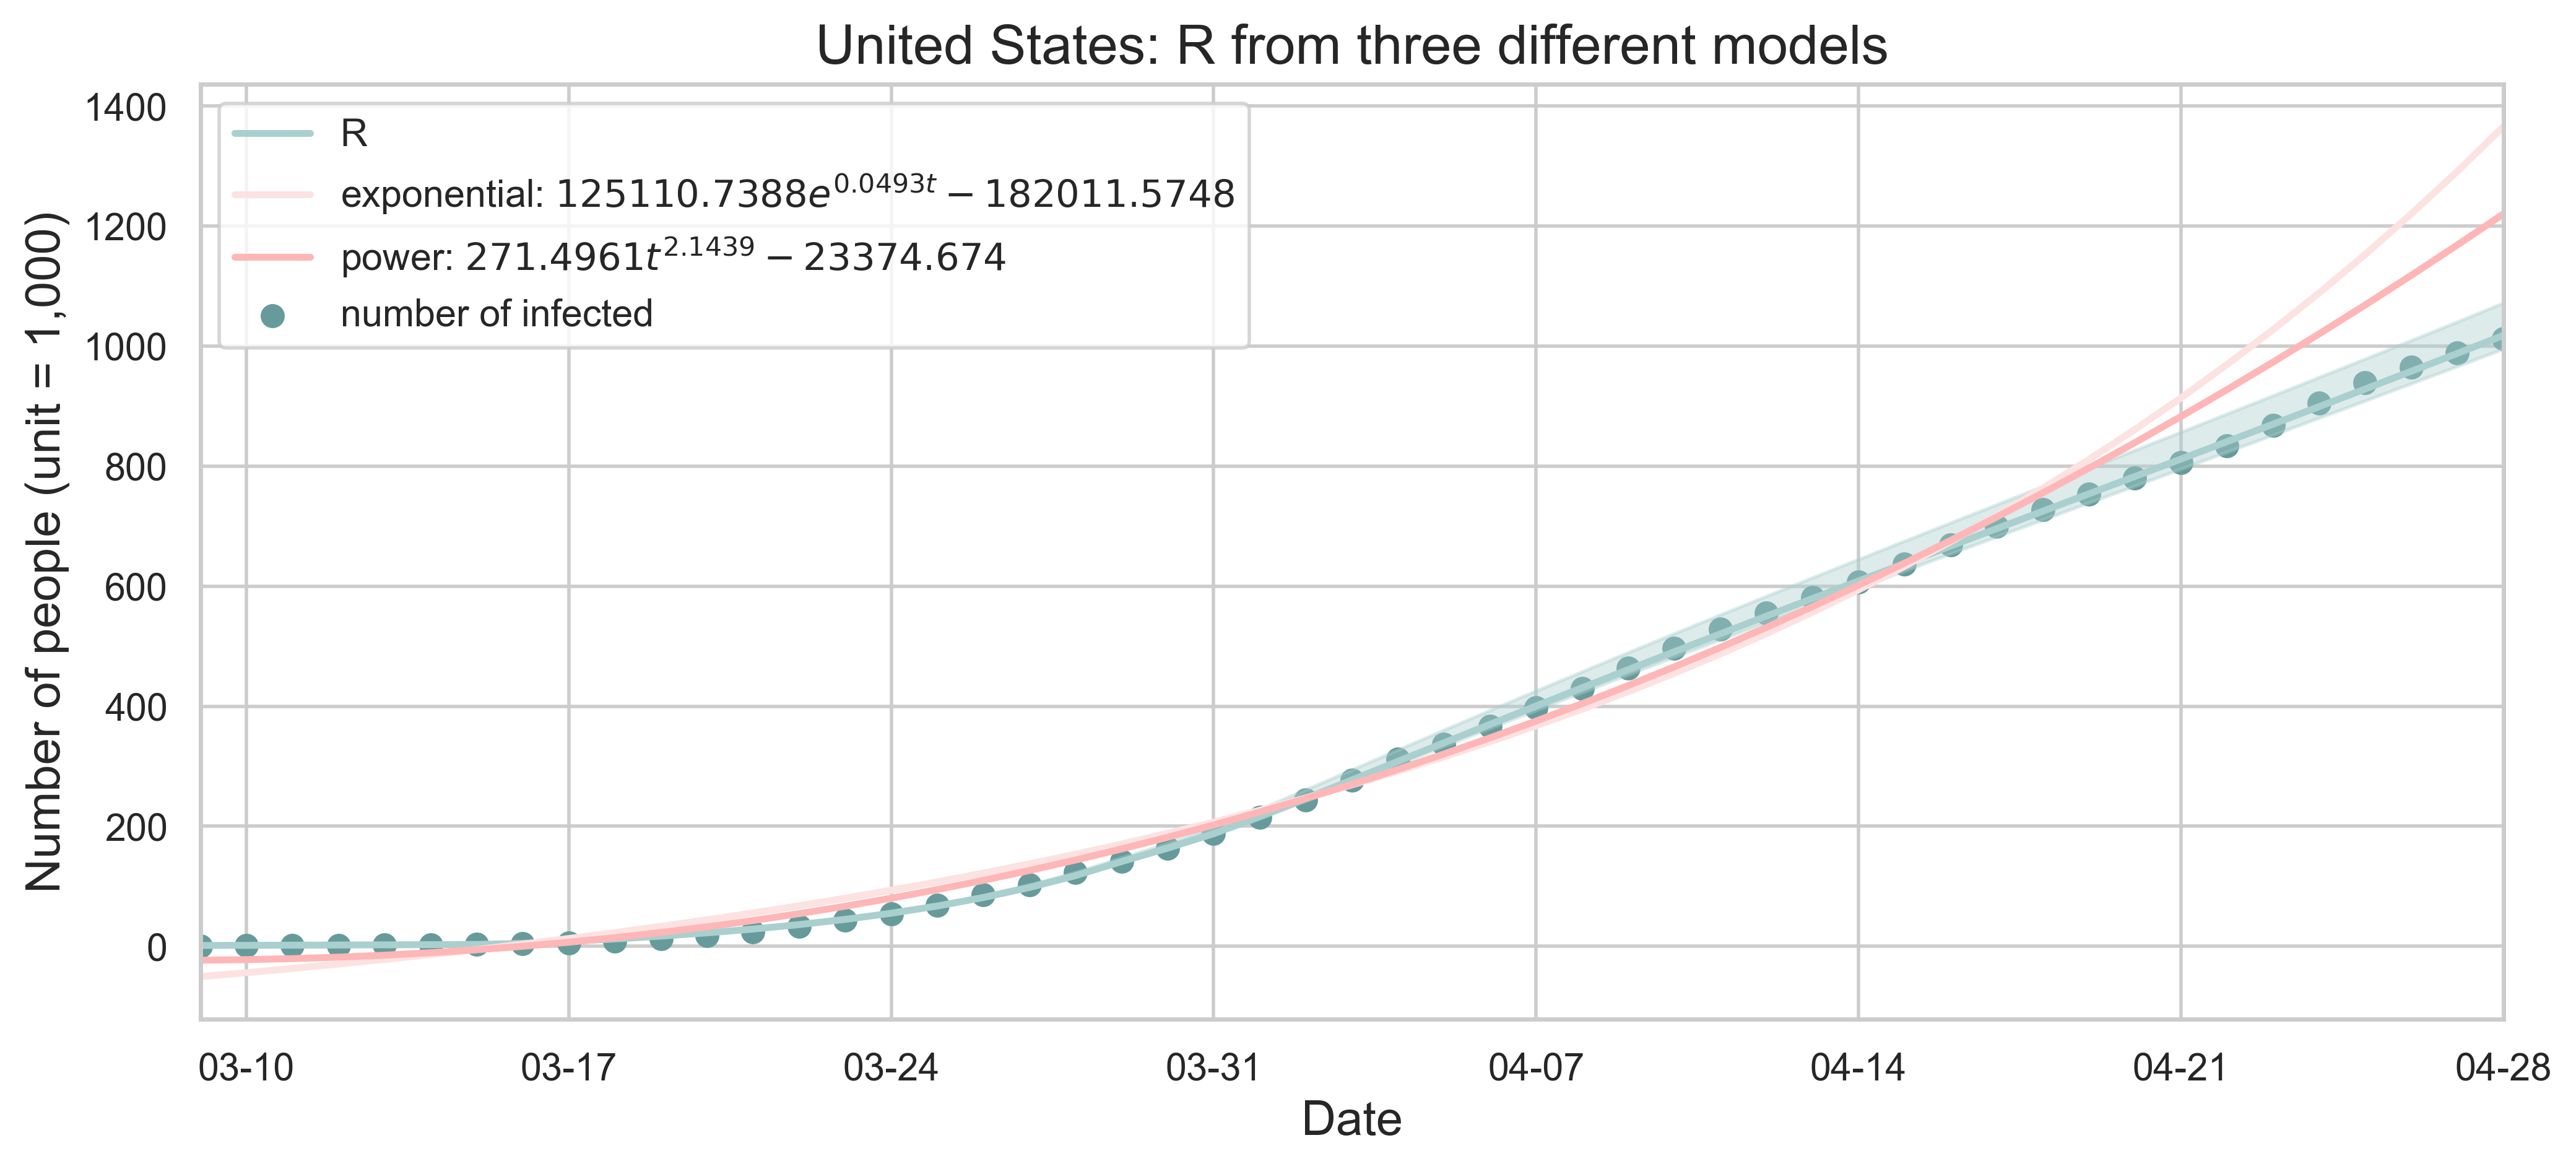 United States: R from three different models
Number of people (unit = 1,000)
1400
1200
1000
800
600
400
200
0
R
exponential: 125110.7388e^{0.0493t} − 182011.5748
power: 271.4961t^{2.1439} − 23374.674
number of infected
03-10 03-17 03-24 03-31 04-07 04-14 04-21 04-28
Date